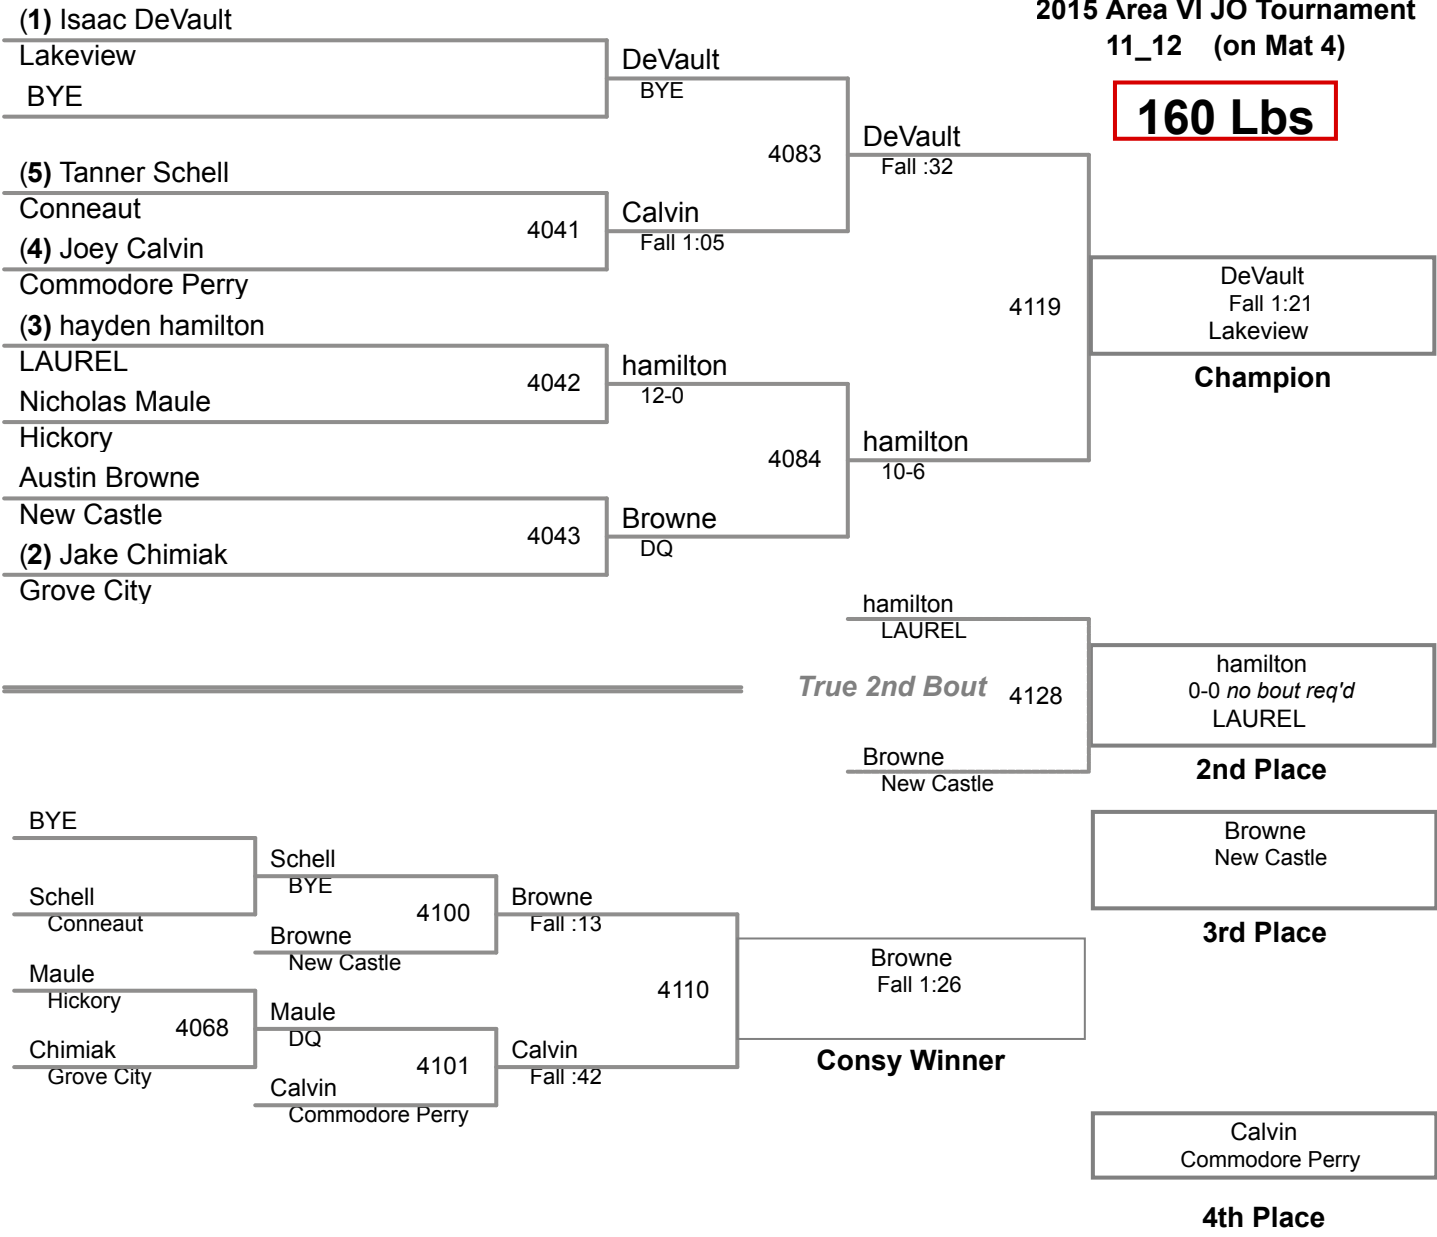 2015 Area VI JO Tournament
11_12 (on Mat 4)
160 Lbs
(1) Isaac DeVault
Lakeview
BYE
(5) Tanner Schell
Conneaut
(4) Joey Calvin
Commodore Perry
(3) hayden hamilton
LAUREL
Nicholas Maule
Hickory
Austin Browne
New Castle
(2) Jake Chimiak
Grove City
4041
4042
4043
DeVault
BYE
Calvin
Fall 1:05
hamilton
12-0
Browne
DQ
4083
4084
DeVault
Fall :32
hamilton
10-6
4119
DeVault
Fall 1:21
Lakeview
Champion
hamilton
LAUREL
True 2nd Bout
4128
Browne
New Castle
hamilton
0-0 no bout req'd
LAUREL
2nd Place
BYE
Schell
Conneaut
Maule
Hickory
4068
Chimiak
Grove City
Schell
BYE
4100
Browne
New Castle
Maule
DQ
4101
Calvin
Commodore Perry
Browne
Fall :13
4110
Calvin
Fall :42
Browne
Fall 1:26
Consy Winner
Browne
New Castle
3rd Place
Calvin
Commodore Perry
4th Place